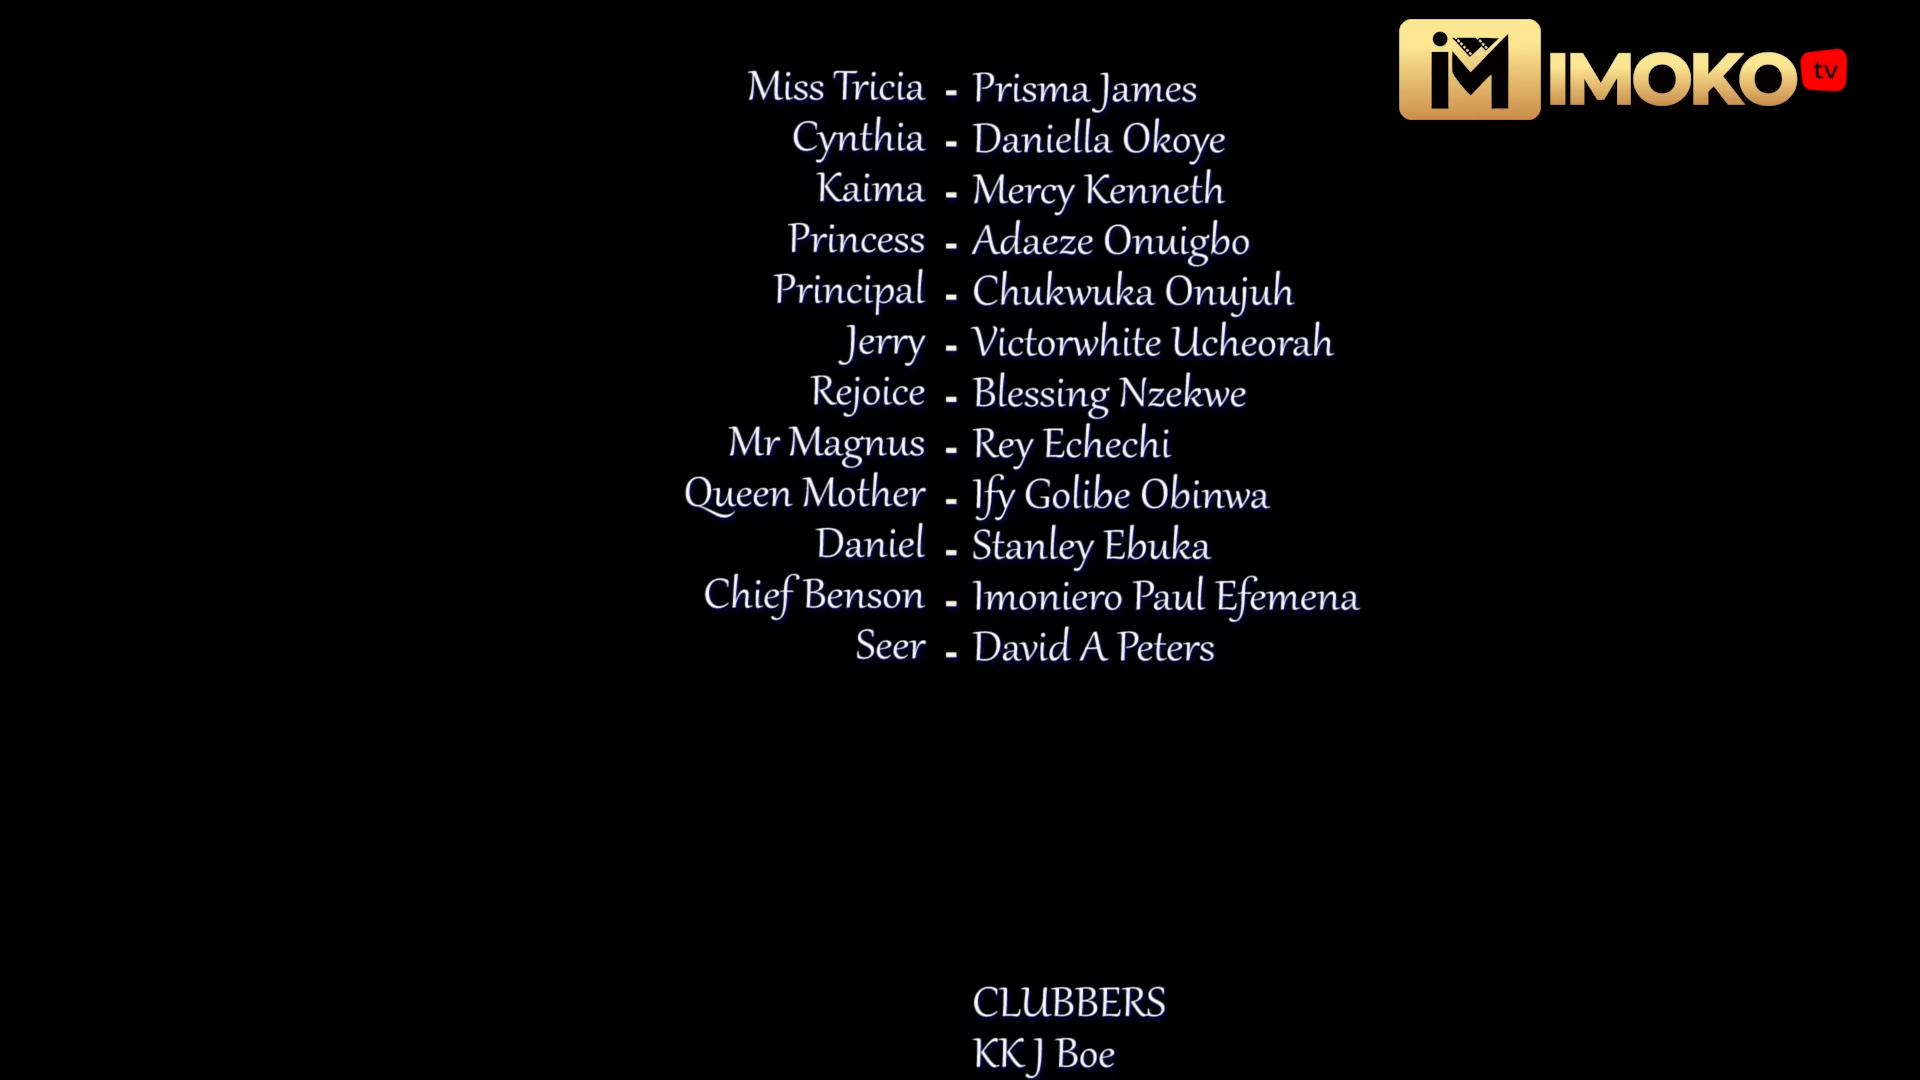 IMOKO tv
Miss Tricia - Prisma James
Cynthia - Daniella Okoye
Kaima - Mercy Kenneth
Princess - Adaeze Onuigbo
Principal - Chukwuka Onujuh
Jerry - Victorwhite Ucheorah
Rejoice - Blessing Nzekwe
Mr Magnus - Rey Echechi
Queen Mother - Ify Golibe Obinwa
Daniel - Stanley Ebuka
Chief Benson - Imoniero Paul Efemena
Seer - David A Peters
CLUBBERS
KK J Boe